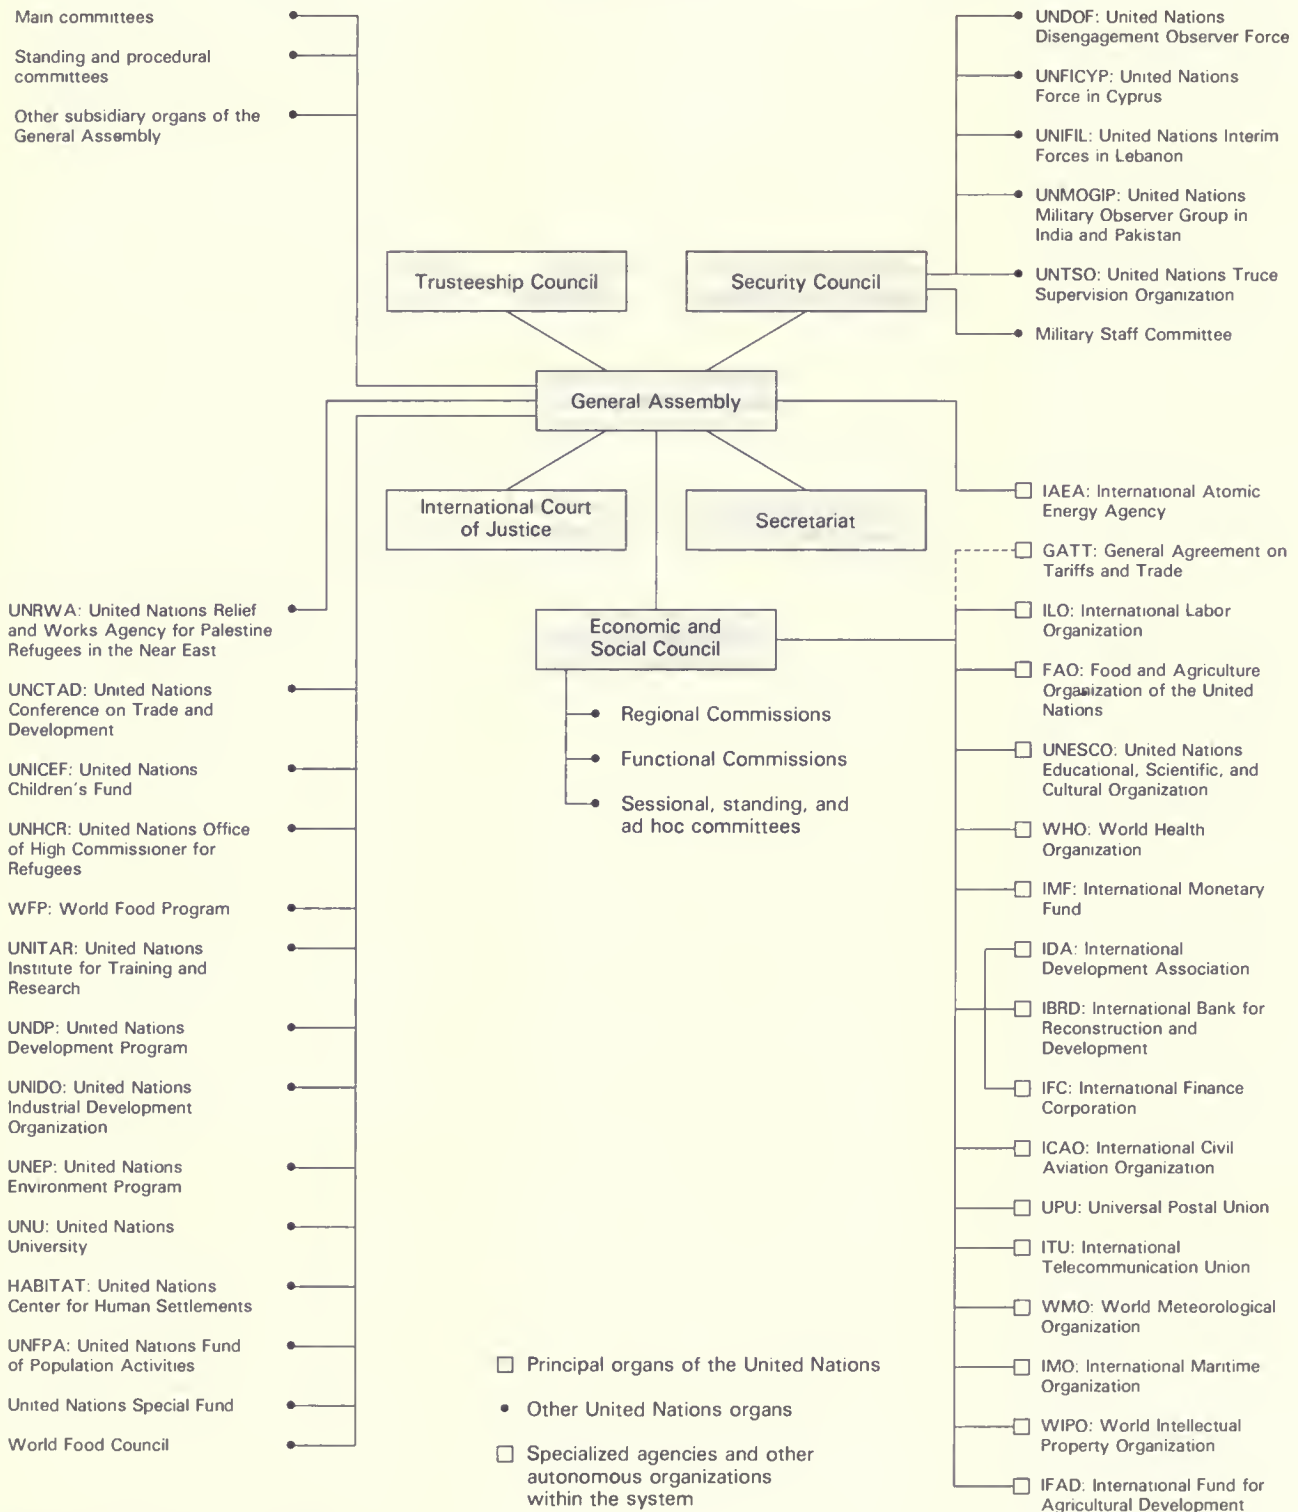 Main committees
Standing and procedural
committees
Other subsidiary organs of the
General Assembly
UNDOF: United Nations
Disengagement Observer Force
UNFICYP: United Nations
Force in Cyprus
UNIFIL: United Nations Interim
Forces in Lebanon
UNMOGIP: United Nations
Military Observer Group in
India and Pakistan
UNTSO: United Nations Truce
Supervision Organization
Military Staff Committee
Trusteeship Council
Security Council
General Assembly
International Court
of Justice
Secretariat
Economic and
Social Council
Regional Commissions
Functional Commissions
Sessional, standing, and
ad hoc committees
UNRWA: United Nations Relief
and Works Agency for Palestine
Refugees in the Near East
UNCTAD: United Nations
Conference on Trade and
Development
UNICEF: United Nations
Children's Fund
UNHCR: United Nations Office
of High Commissioner for
Refugees
WFP: World Food Program
UNITAR: United Nations
Institute for Training and
Research
UNDP: United Nations
Development Program
UNIDO: United Nations
Industrial Development
Organization
UNEP: United Nations
Environment Program
UNU: United Nations
University
HABITAT: United Nations
Center for Human Settlements
UNFPA: United Nations Fund
of Population Activities
United Nations Special Fund
World Food Council
IAEA: International Atomic
Energy Agency
GATT: General Agreement on
Tariffs and Trade
ILO: International Labor
Organization
FAO: Food and Agriculture
Organization of the United
Nations
UNESCO: United Nations
Educational, Scientific, and
Cultural Organization
WHO: World Health
Organization
IMF: International Monetary
Fund
IDA: International
Development Association
IBRD: International Bank for
Reconstruction and
Development
IFC: International Finance
Corporation
ICAO: International Civil
Aviation Organization
UPU: Universal Postal Union
ITU: International
Telecommunication Union
WMO: World Meteorological
Organization
IMO: International Maritime
Organization
WIPO: World Intellectual
Property Organization
IFAD: International Fund for
Agricultural Development
Principal organs of the United Nations
Other United Nations organs
Specialized agencies and other
autonomous organizations
within the system